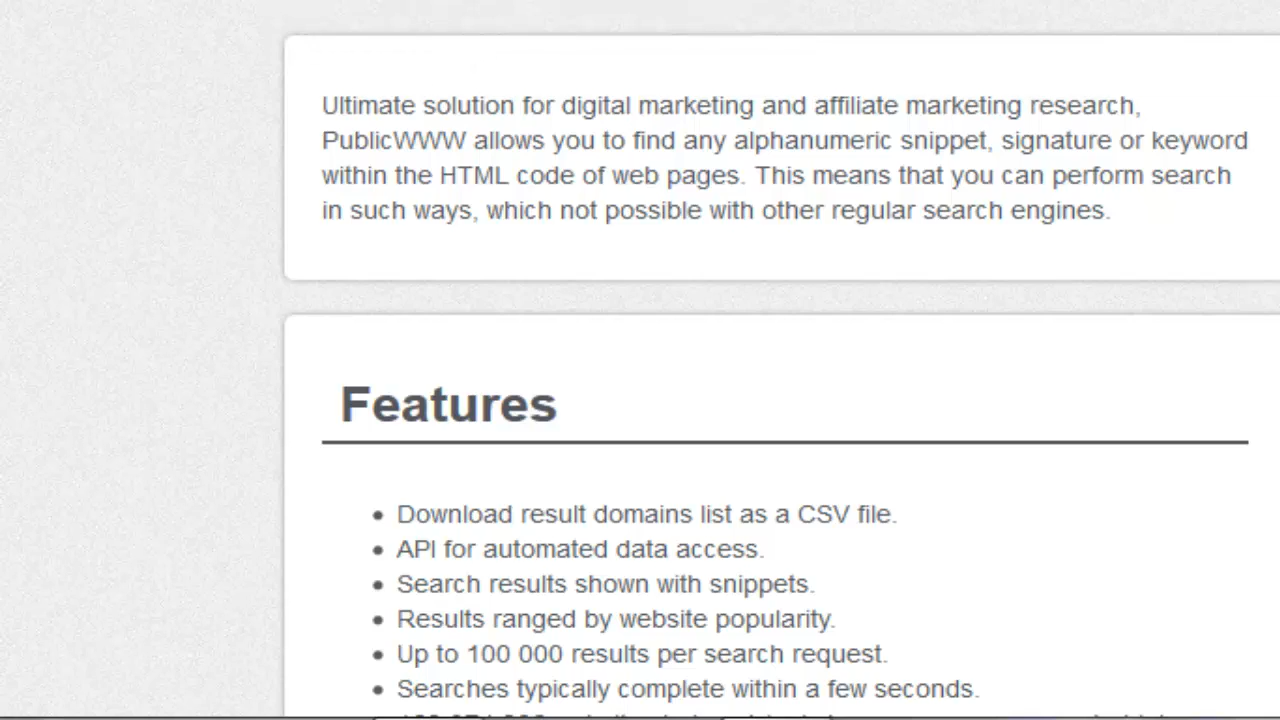 Ultimate solution for digital marketing and affiliate marketing research,
PublicWWW allows you to find any alphanumeric snippet, signature or keyword
within the HTML code of web pages. This means that you can perform search
in such ways, which not possible with other regular search engines.
Features
• Download result domains list as a CSV file.
• API for automated data access.
• Search results shown with snippets.
• Results ranged by website popularity.
• Up to 100 000 results per search request.
• Searches typically complete within a few seconds.